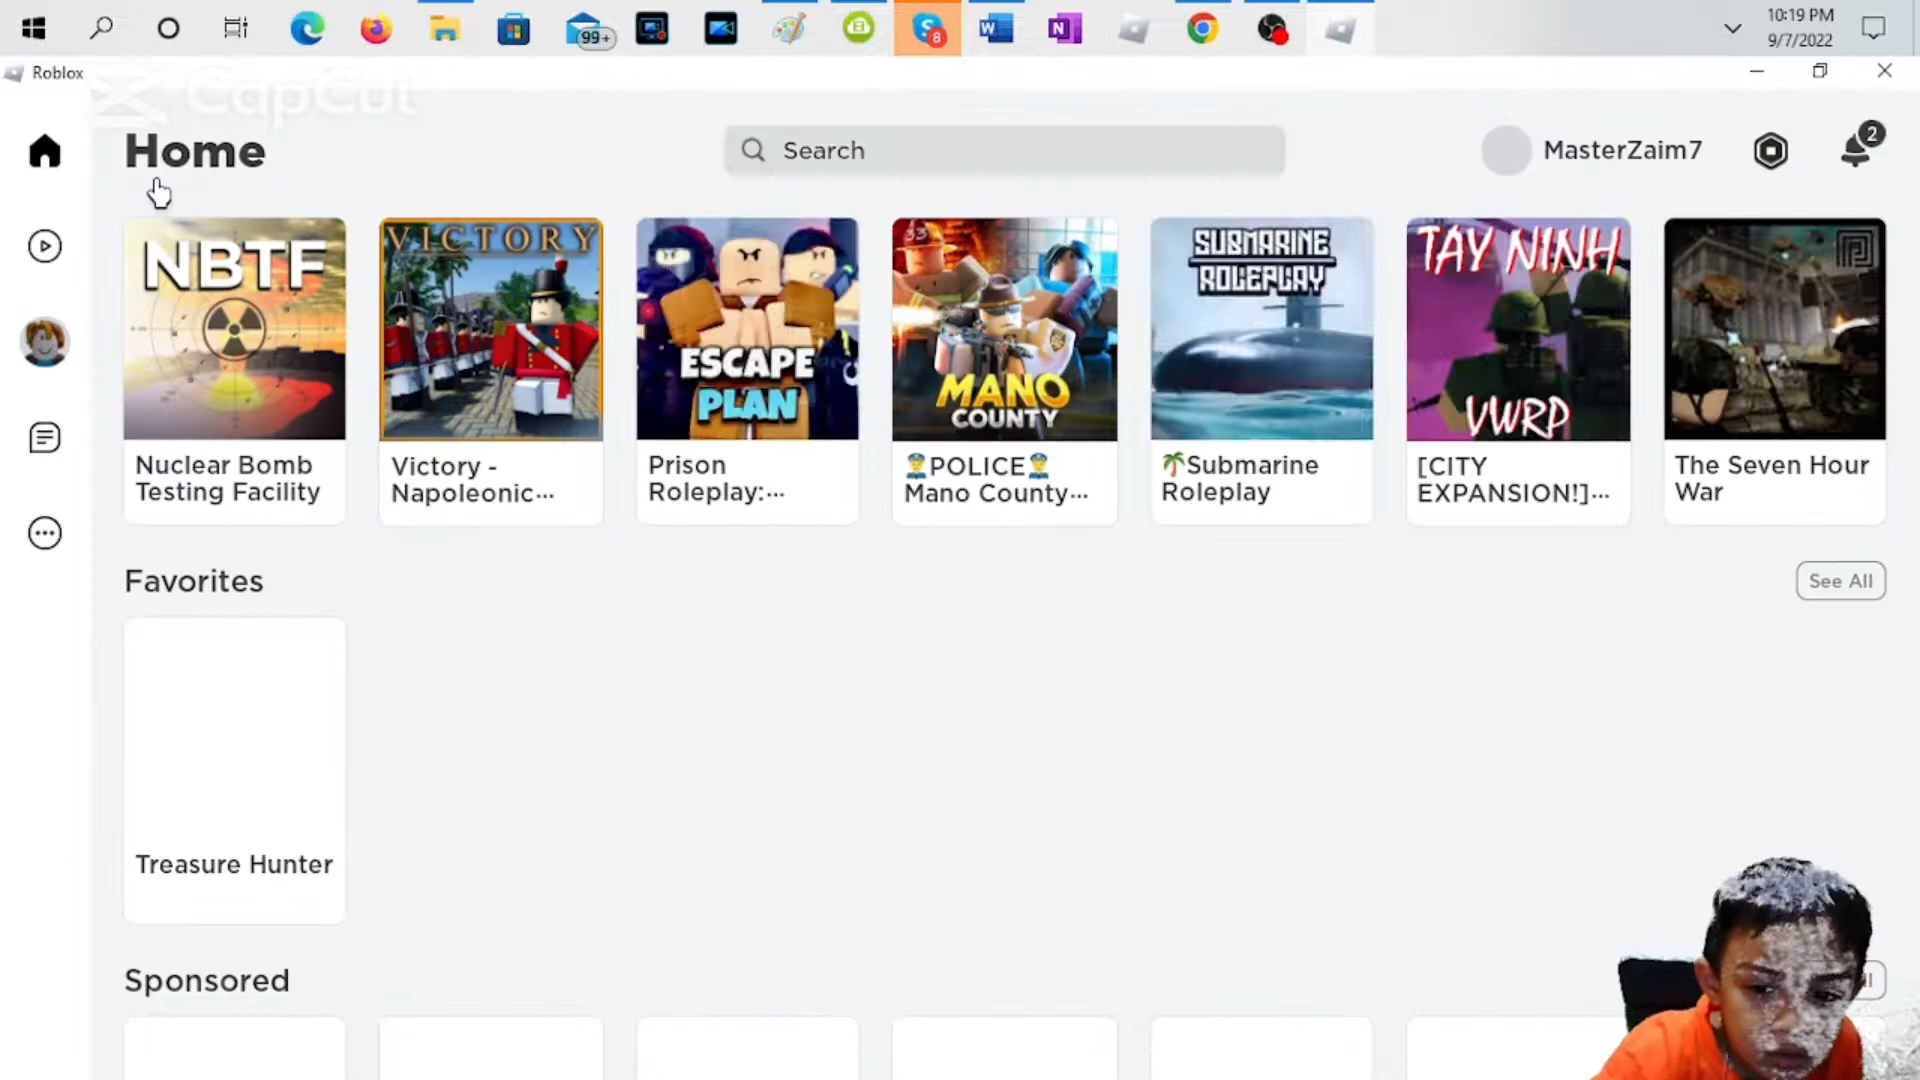 99+
8
10:19 PM
9/7/2022
Roblox
CapCut
Home
Search
MasterZaim7
2
NBTF
VICTORY
ESCAPE
PLAN
33
MANO
COUNTY
SUBMARINE
ROLEPLAY
TAY NINH
VWRP
Nuclear Bomb
Testing Facility
Victory -
Napoleonic...
Prison
Roleplay:...
👮POLICE👮
Mano County...
🌴Submarine
Roleplay
[CITY
EXPANSION!]...
The Seven Hour
War
Favorites
See All
Treasure Hunter
Sponsored